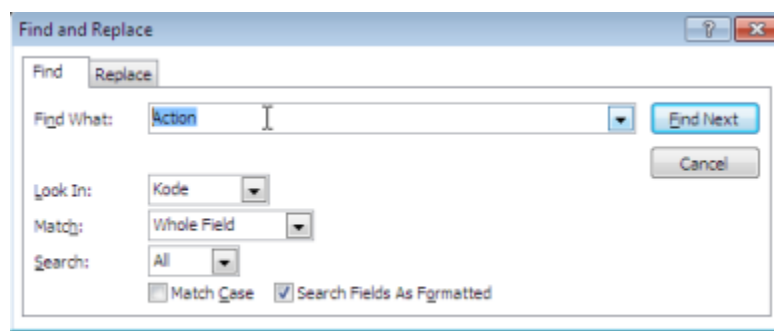 Find and Replace
Find Replace
Find What: Action Find Next
Cancel
Look In: Kode
Match: Whole Field
Search: All
Match Case Search Fields As Formatted